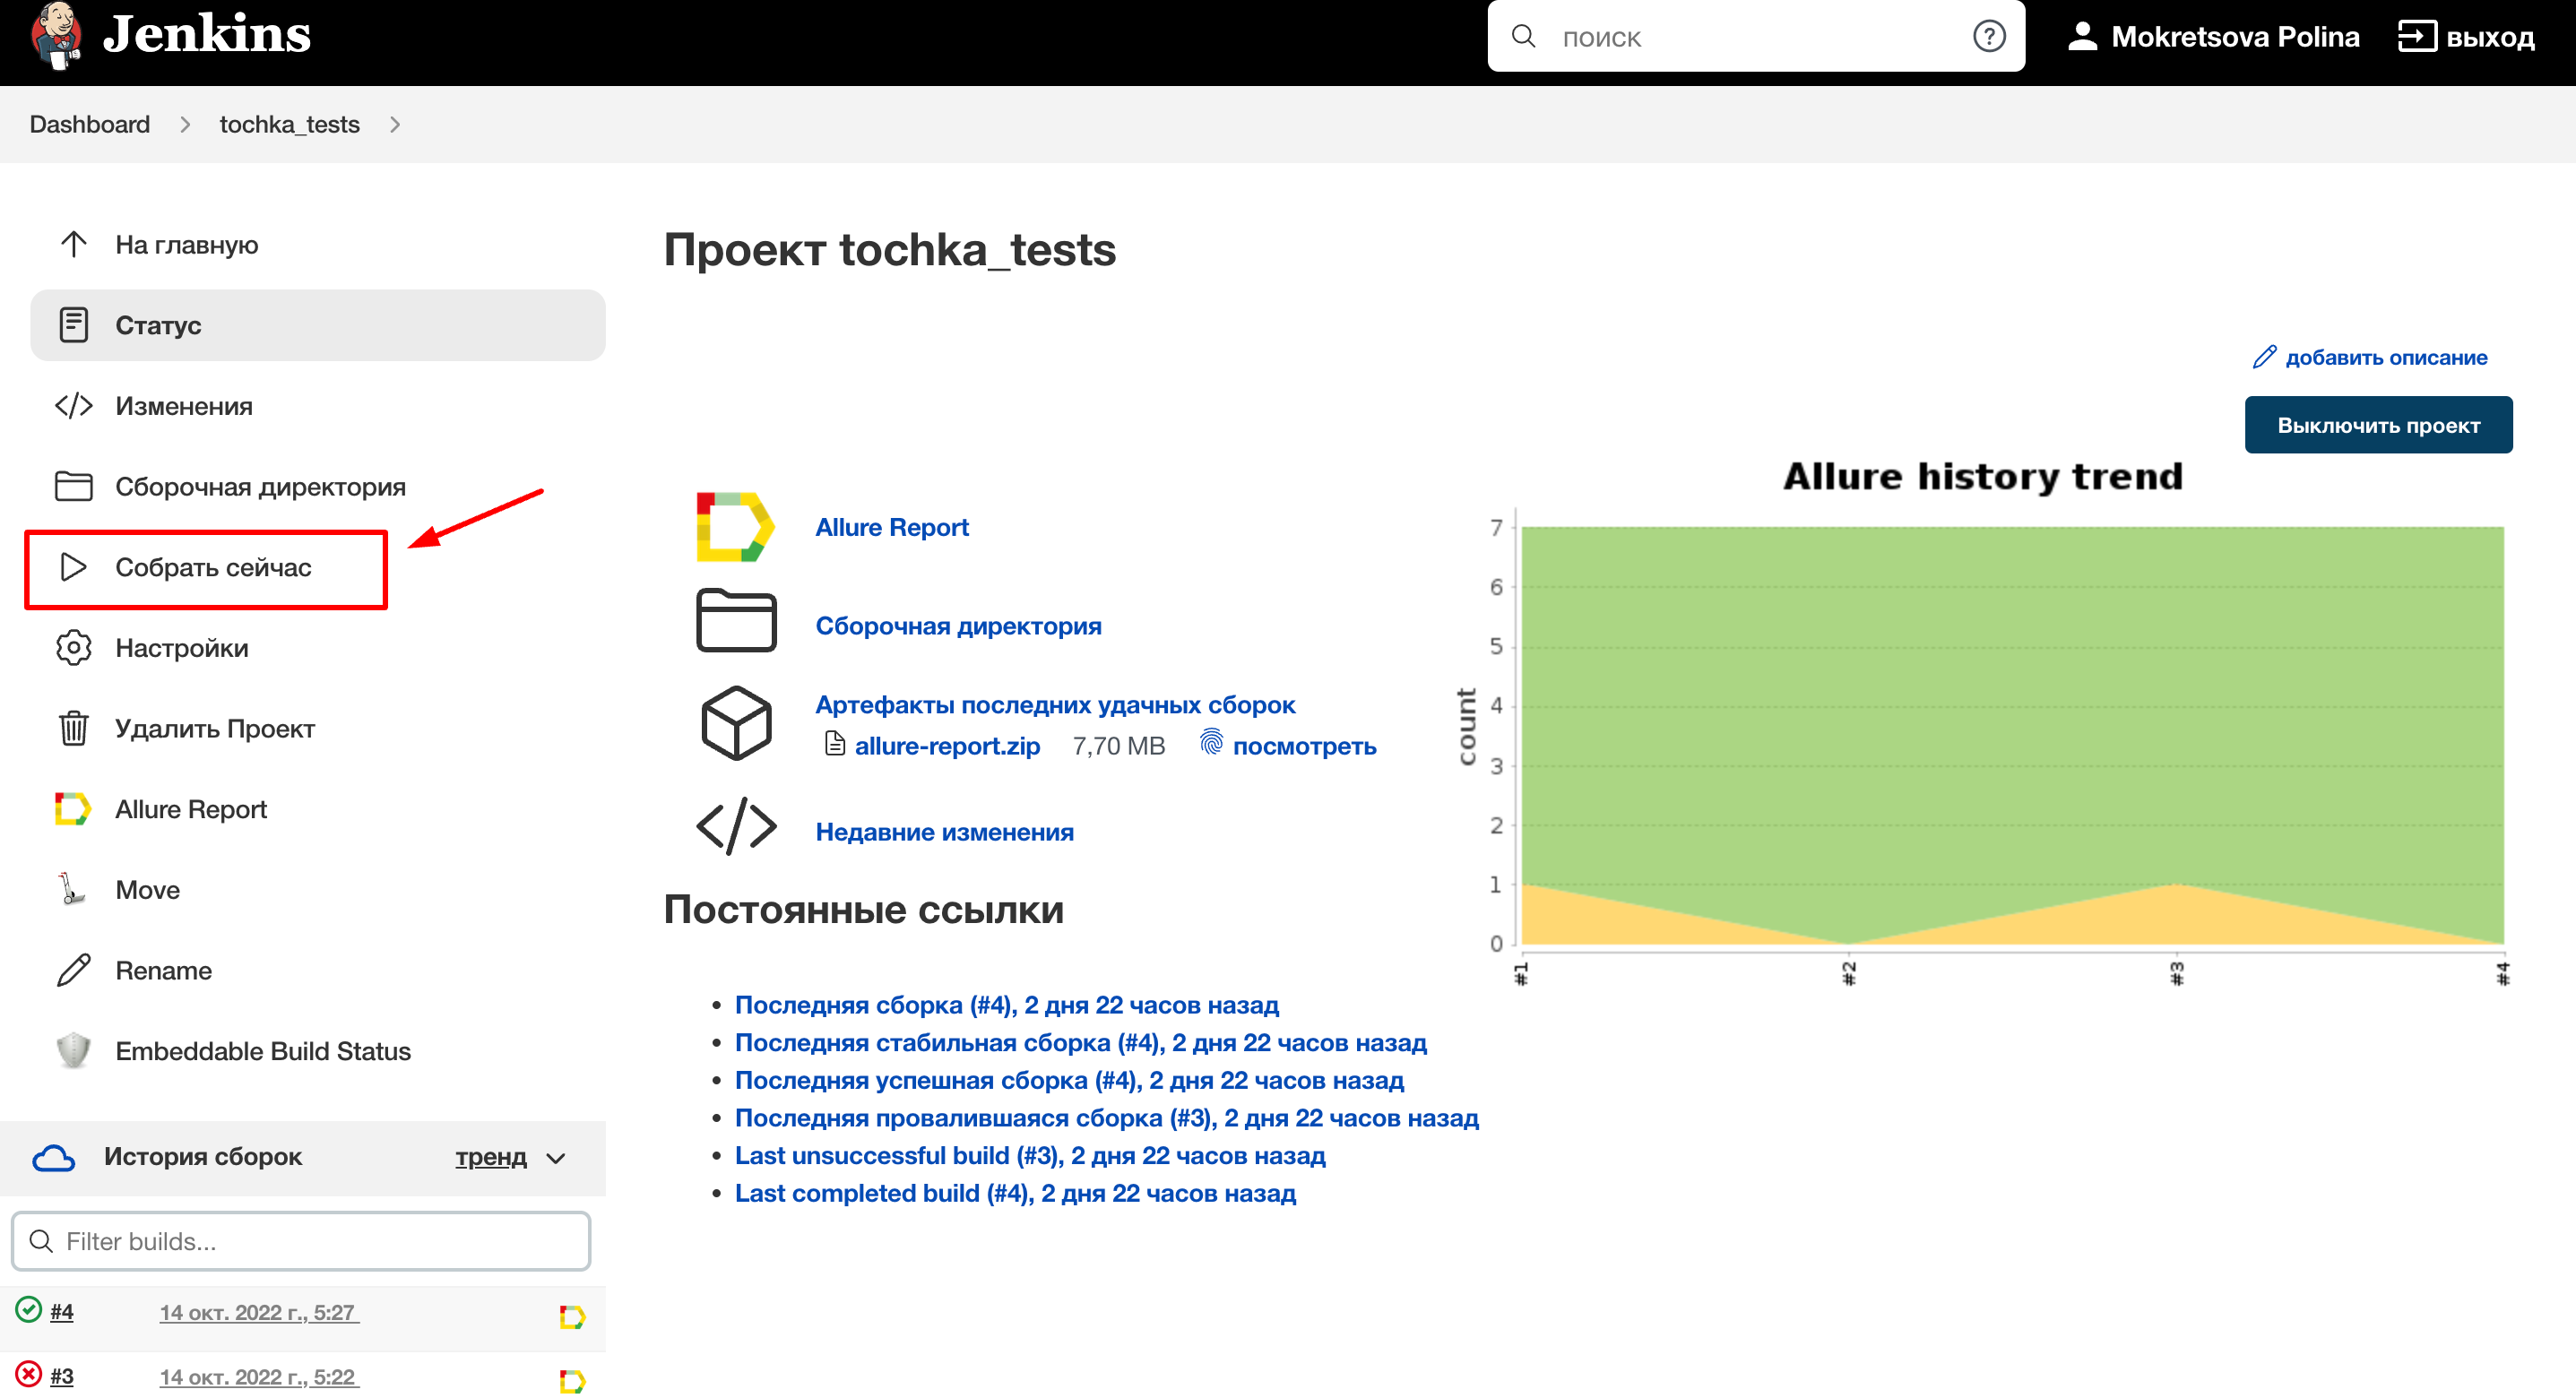 Jenkins
поиск
Mokretsova Polina
выход
Dashboard
tochka_tests
На главную
Статус
Изменения
Сборочная директория
Собрать сейчас
Настройки
Удалить Проект
Allure Report
Move
Rename
Embeddable Build Status
История сборок
тренд
Filter builds...
#4 14 окт. 2022 г., 5:27
#3 14 окт. 2022 г., 5:22
Проект tochka_tests
добавить описание
Выключить проект
Allure Report
Сборочная директория
Артефакты последних удачных сборок
allure-report.zip 7,70 MB посмотреть
Недавние изменения
Allure history trend
count
7
6
5
4
3
2
1
0
#1
#2
#3
#4
Постоянные ссылки
• Последняя сборка (#4), 2 дня 22 часов назад
• Последняя стабильная сборка (#4), 2 дня 22 часов назад
• Последняя успешная сборка (#4), 2 дня 22 часов назад
• Последняя провалившаяся сборка (#3), 2 дня 22 часов назад
• Last unsuccessful build (#3), 2 дня 22 часов назад
• Last completed build (#4), 2 дня 22 часов назад